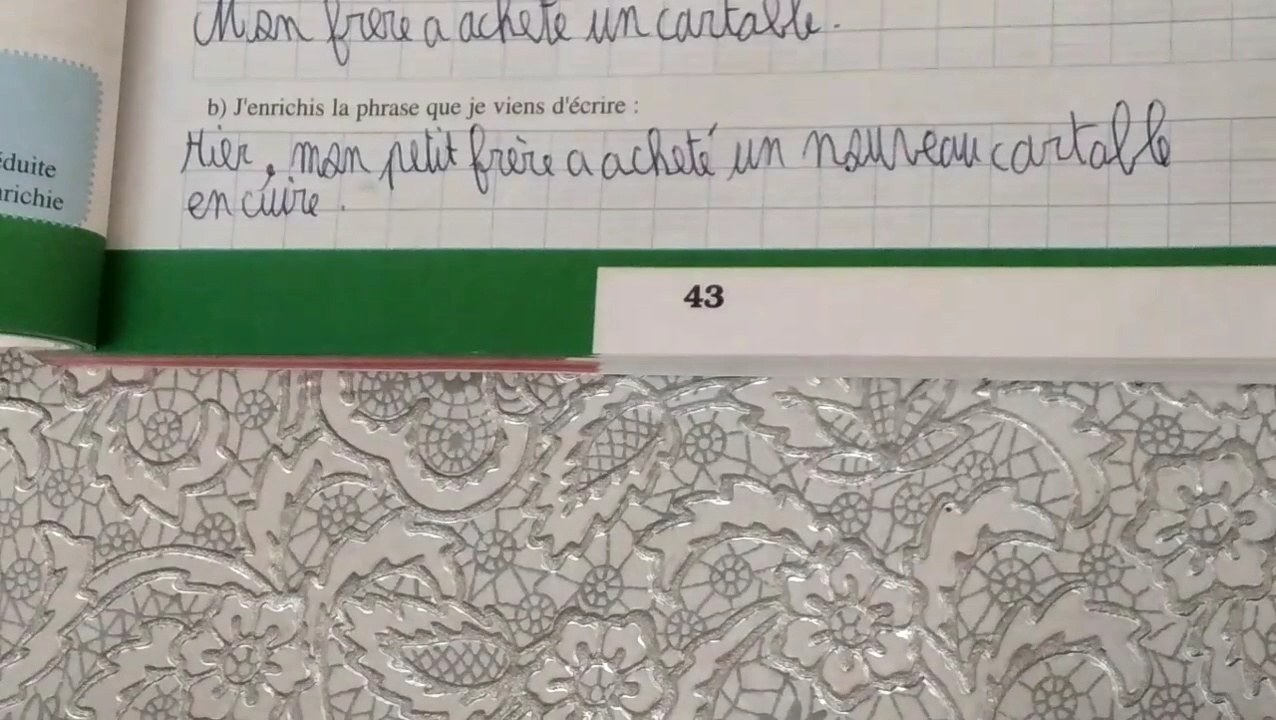 Mon frère a acheté un cartable.
b) J'enrichis la phrase que je viens d'écrire :
Hier, mon petit frère a acheté un nouveau cartable
éduite
en cuire.
richie
43